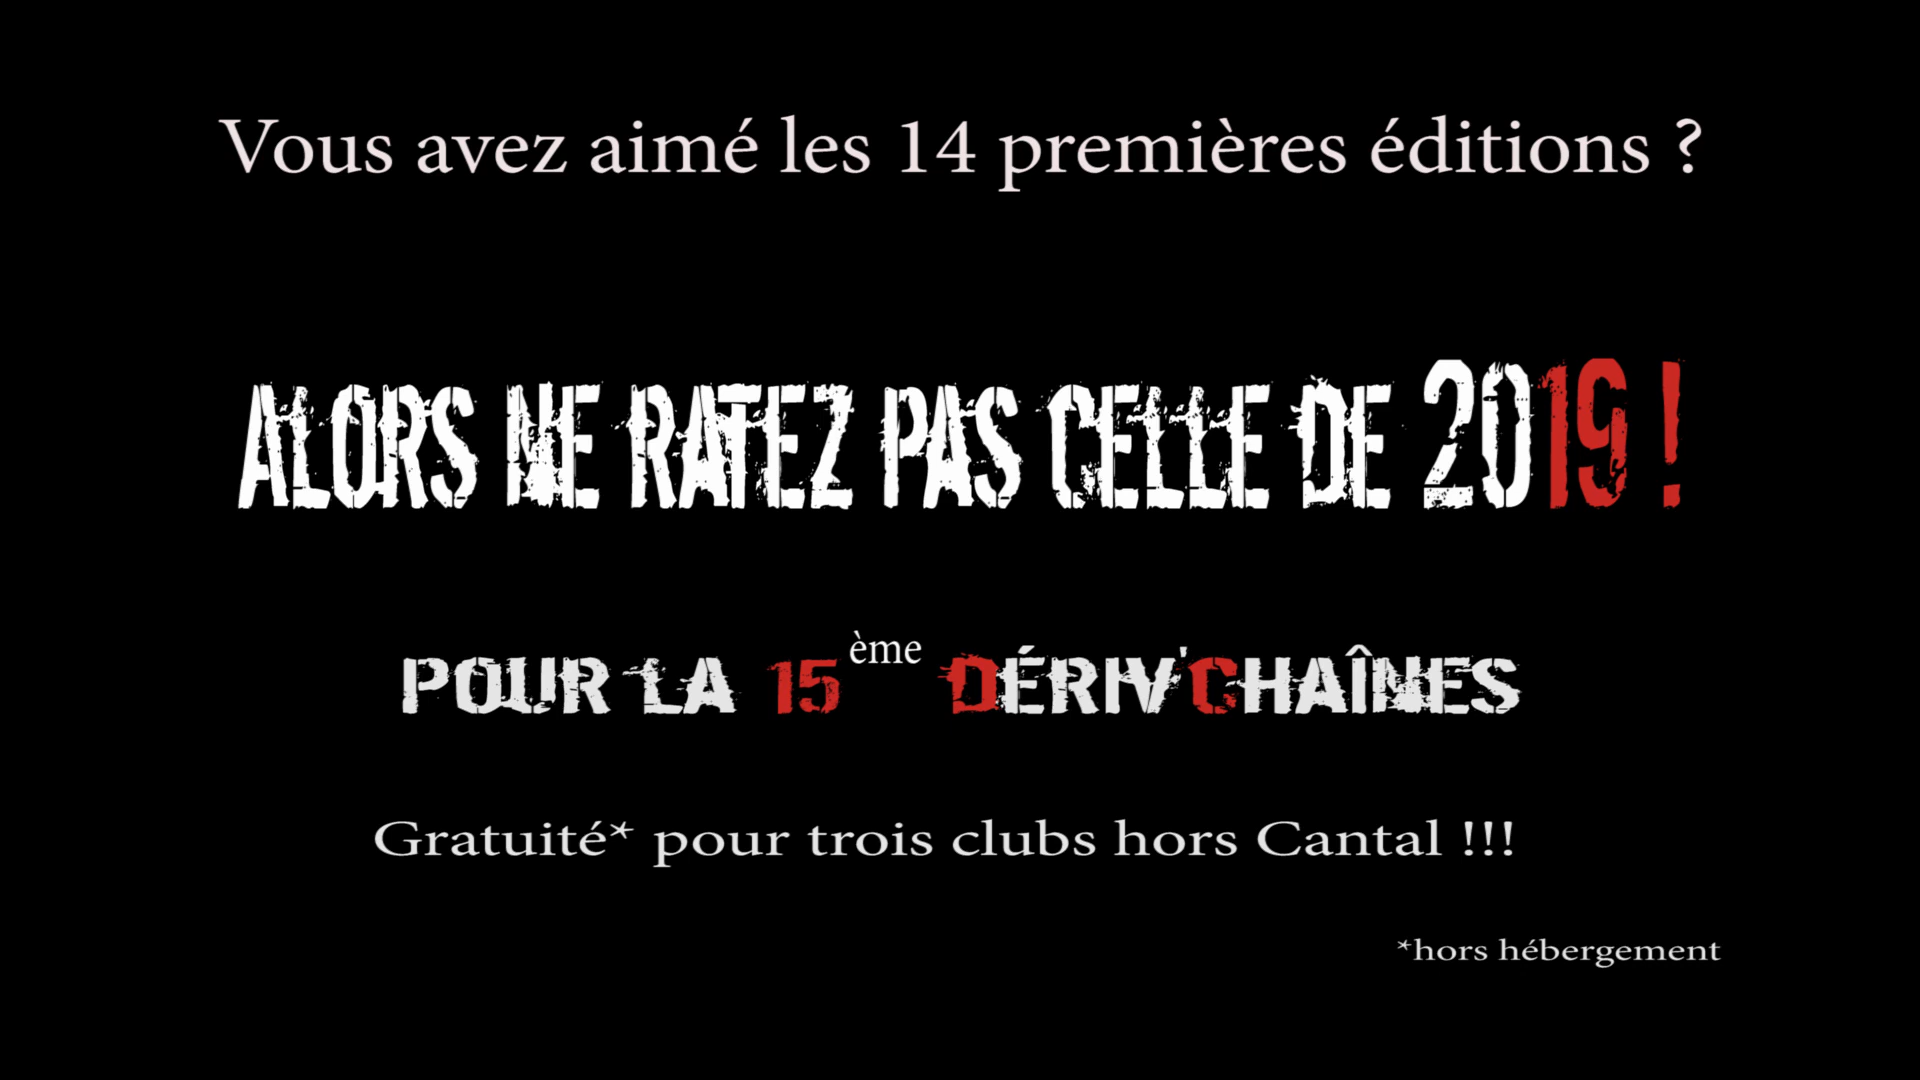 Vous avez aimé les 14 premières éditions ?
ALORS NE RATEZ PAS CELLE DE 2019 !
POUR LA 15ème DÉRIV'CHAÎNES
Gratuité* pour trois clubs hors Cantal !!!
*hors hébergement